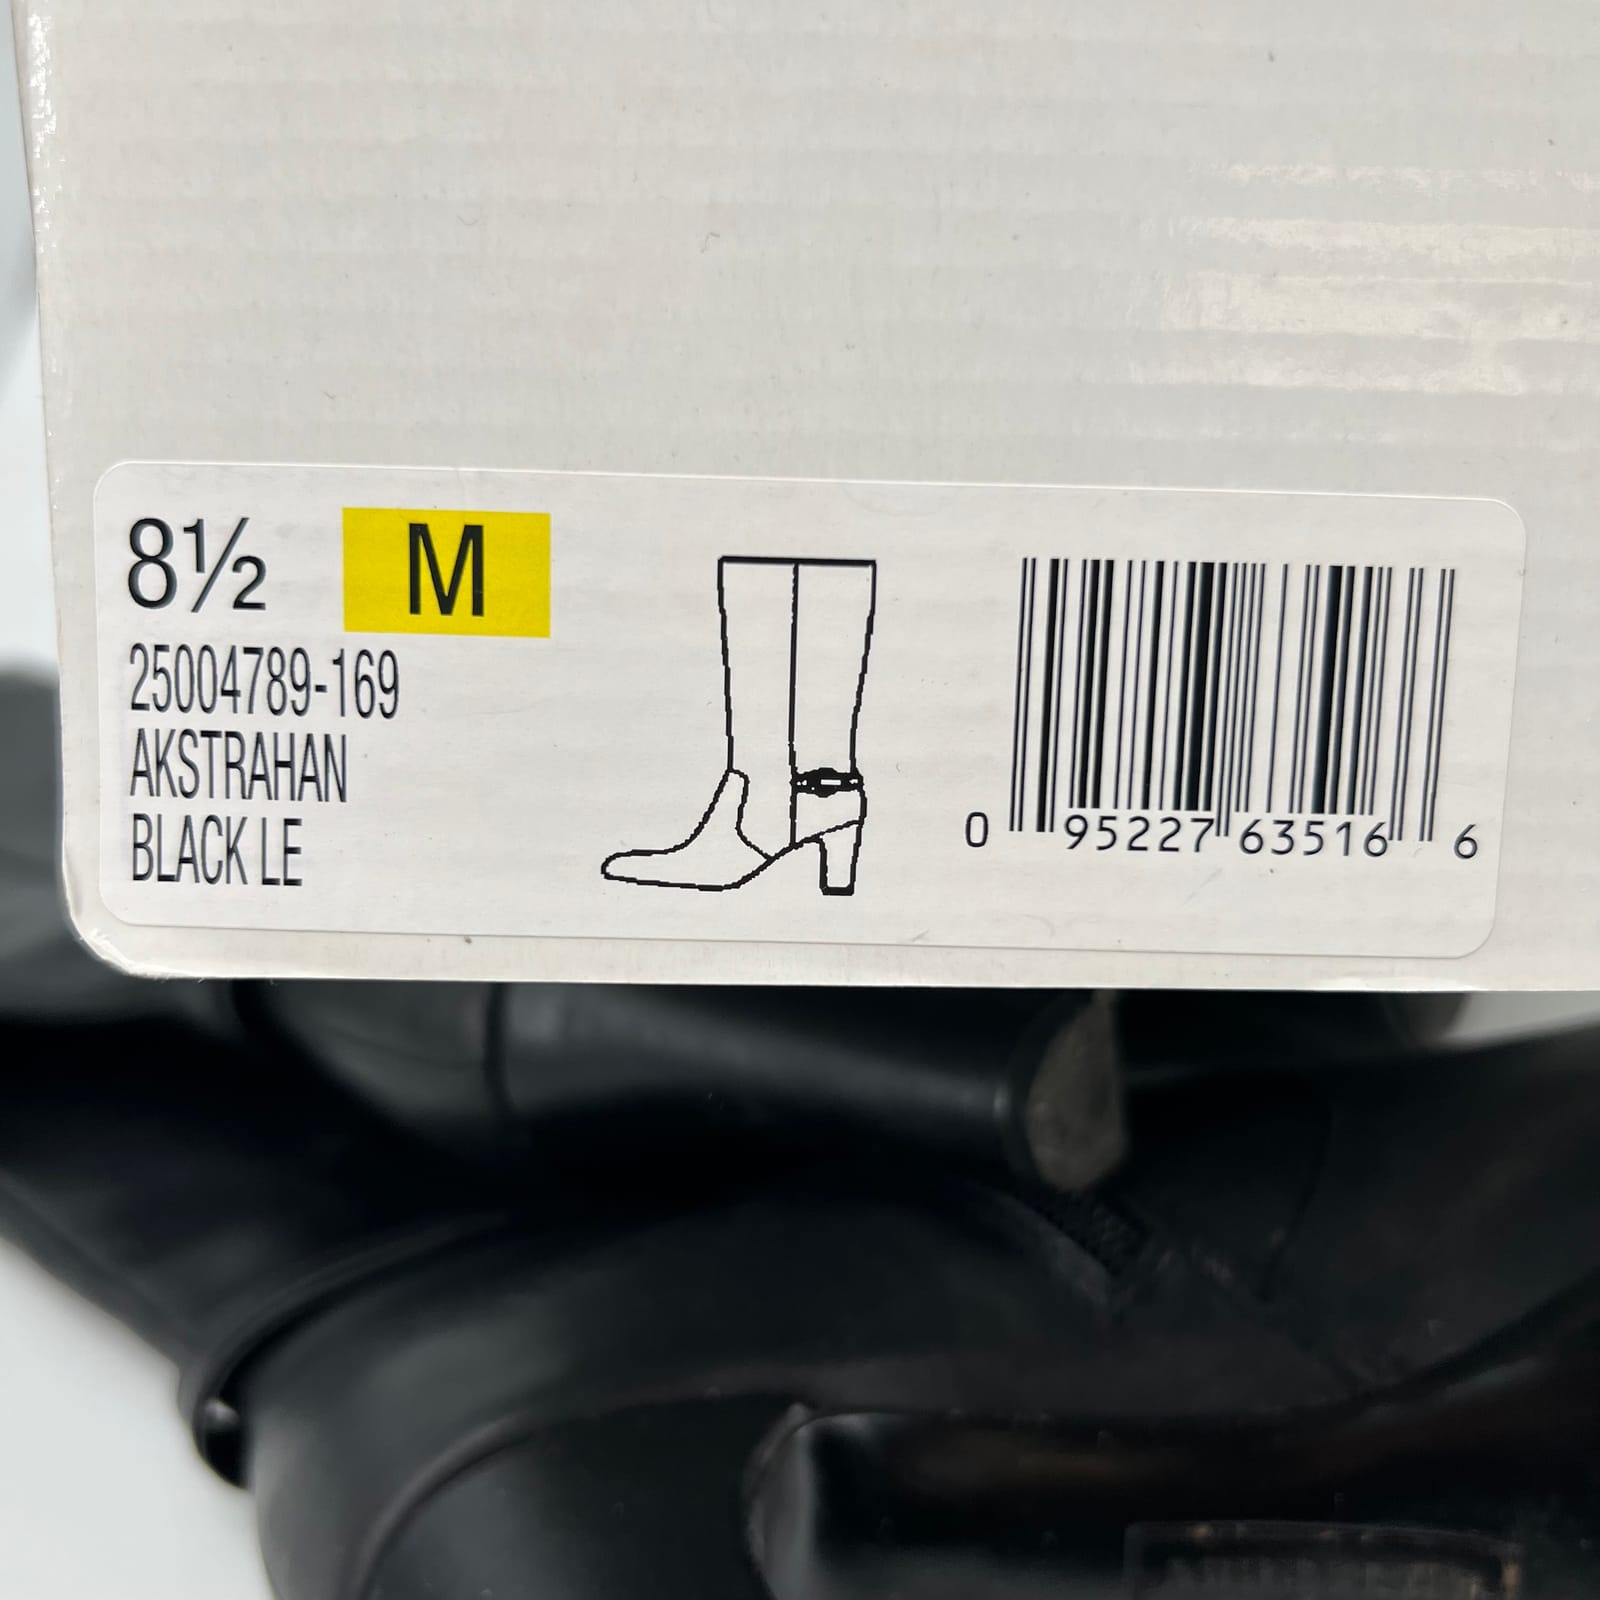 8½ M
25004789-169
AKSTRAHAN
BLACK LE
0 95227 63516 6